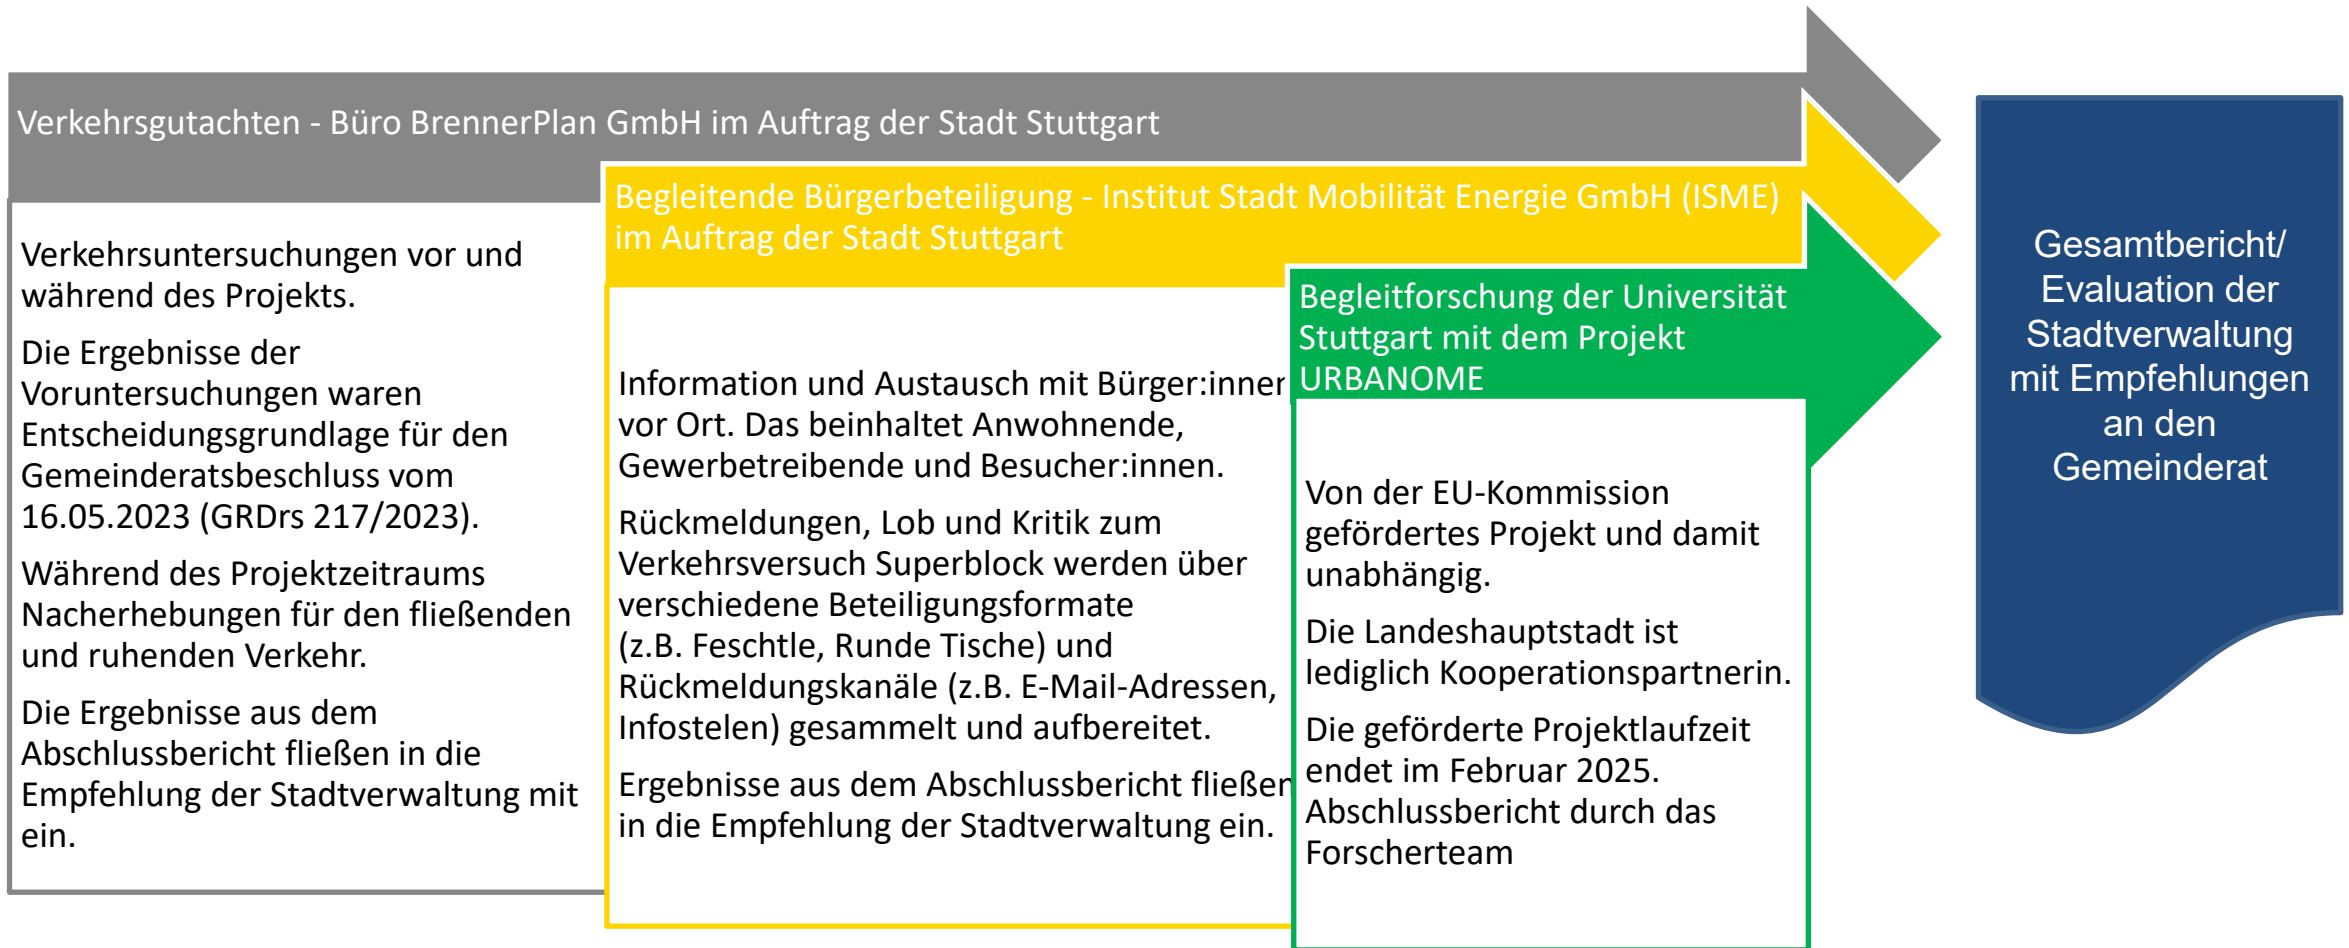 Verkehrsgutachten - Büro BrennerPlan GmbH im Auftrag der Stadt Stuttgart
Verkehrsuntersuchungen vor und
während des Projekts.
Die Ergebnisse der
Voruntersuchungen waren
Entscheidungsgrundlage für den
Gemeinderatsbeschluss vom
16.05.2023 (GRDrs 217/2023).
Während des Projektzeitraums
Nacherhebungen für den fließenden
und ruhenden Verkehr.
Die Ergebnisse aus dem
Abschlussbericht fließen in die
Empfehlung der Stadtverwaltung mit
ein.
Begleitende Bürgerbeteiligung - Institut Stadt Mobilität Energie GmbH (ISME)
im Auftrag der Stadt Stuttgart
Information und Austausch mit Bürger:innen
vor Ort. Das beinhaltet Anwohnende,
Gewerbetreibende und Besucher:innen.
Rückmeldungen, Lob und Kritik zum
Verkehrsversuch Superblock werden über
verschiedene Beteiligungsformate
(z.B. Feschtle, Runde Tische) und
Rückmeldungskanäle (z.B. E-Mail-Adressen,
Infostelen) gesammelt und aufbereitet.
Ergebnisse aus dem Abschlussbericht fließen
in die Empfehlung der Stadtverwaltung ein.
Begleitforschung der Universität
Stuttgart mit dem Projekt
URBANOME
Von der EU-Kommission
gefördertes Projekt und damit
unabhängig.
Die Landeshauptstadt ist
lediglich Kooperationspartnerin.
Die geförderte Projektlaufzeit
endet im Februar 2025.
Abschlussbericht durch das
Forscherteam
Gesamtbericht/
Evaluation der
Stadtverwaltung
mit Empfehlungen
an den
Gemeinderat